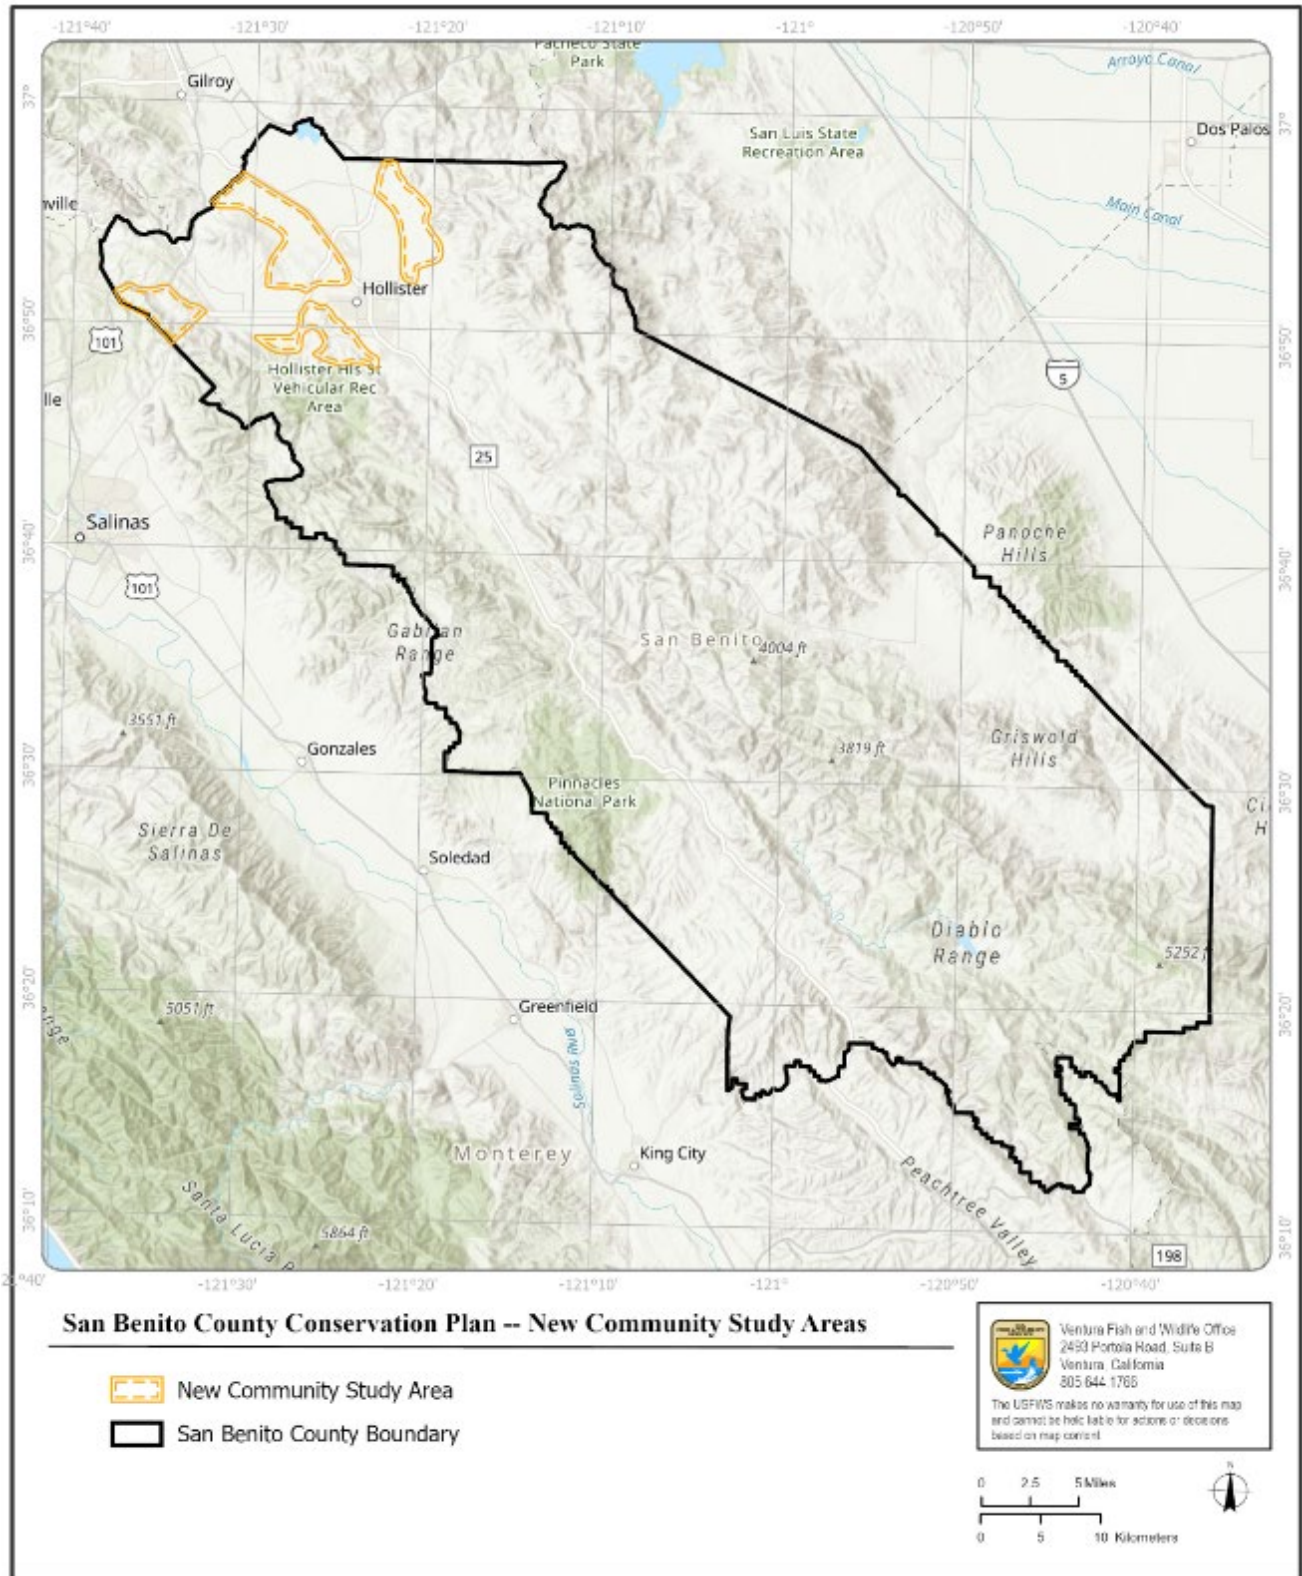 -121°40'
-121°30'
-121°20'
-121°10'
-121°
-120°50'
-120°40'
Pacheco State
Park
Arroyo Canal
Gilroy
37°
37°
San Luis State
Recreation Area
Dos Palos
ville
Main Canal
Hollister
36°50'
36°50'
101
5
Hollister Hls St
Vehicular Rec
Area
lle
25
Salinas
Panoche
Hills
36°40'
36°40'
101
Gabilan
Range
San Benito
4004 ft
3551 ft
Gonzales
3819 ft
Griswold
Hills
36°30'
36°30'
Pinnacles
National Park
Ci
H
Sierra De
Salinas
Soledad
Diablo
Range
5252 f
36°20'
36°20'
5051 ft
Greenfield
nge
Salinas River
Monterey
King City
Peachtree Valley
36°10'
36°10'
Santa Lucia R
5864 ft
198
21°40'
-121°30'
-121°20'
-121°10'
-121°
-120°50'
-120°40'
San Benito County Conservation Plan -- New Community Study Areas
New Community Study Area
San Benito County Boundary
Ventura Fish and Wildlife Office
2493 Portola Road, Suite B
Ventura, California
805 644 1766
The USFWS makes no warranty for use of this map
and cannot be held liable for actions or decisions
based on map content
N
0 2.5 5 Miles
0 5 10 Kilometers